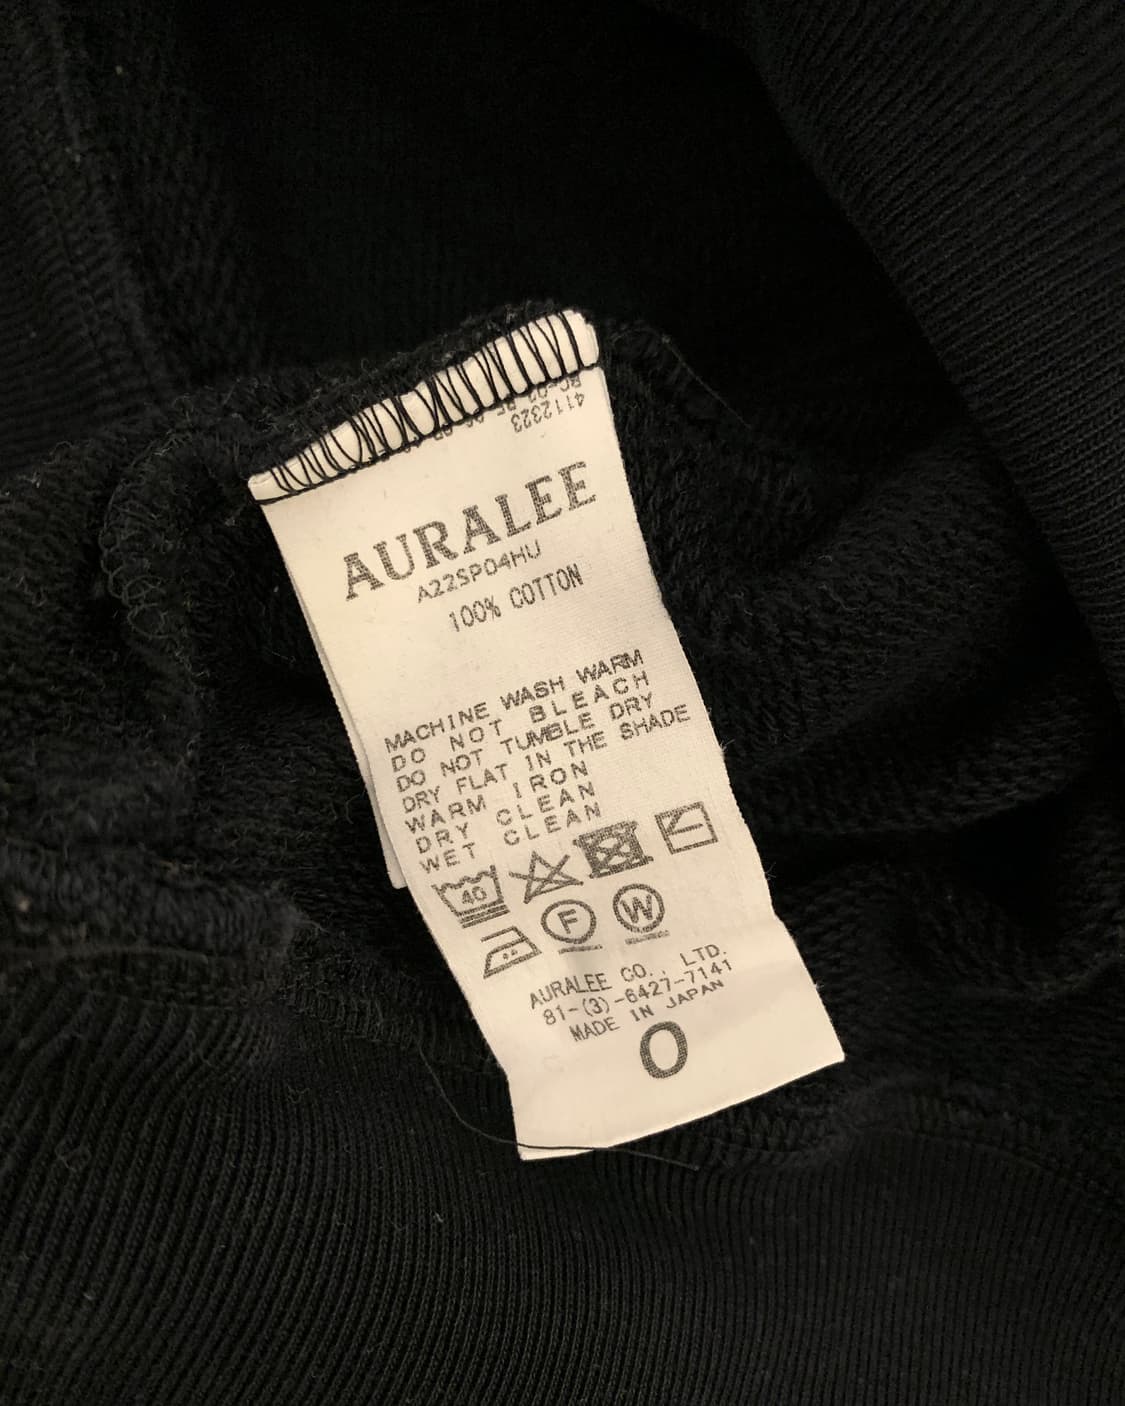 4112323
AURALEE
A22SP04HU
100% COTTON
MACHINE WASH WARM
DO NOT BLEACH
DO NOT TUMBLE DRY
DRY FLAT IN THE SHADE
WARM IRON
DRY CLEAN
WET CLEAN
40
F W
AURALEE CO., LTD.
81-(3)-6427-7141
MADE IN JAPAN
0